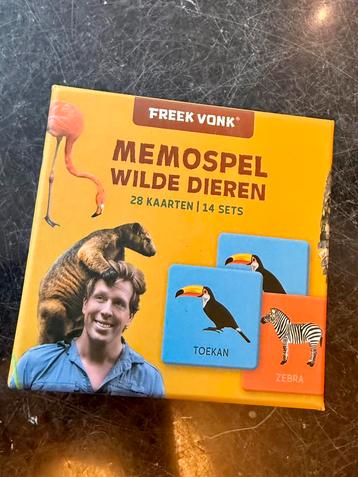 FREEK VONK®
MEMOSPEL
WILDE DIEREN
28 KAARTEN | 14 SETS
TOEKAN
ZEBRA